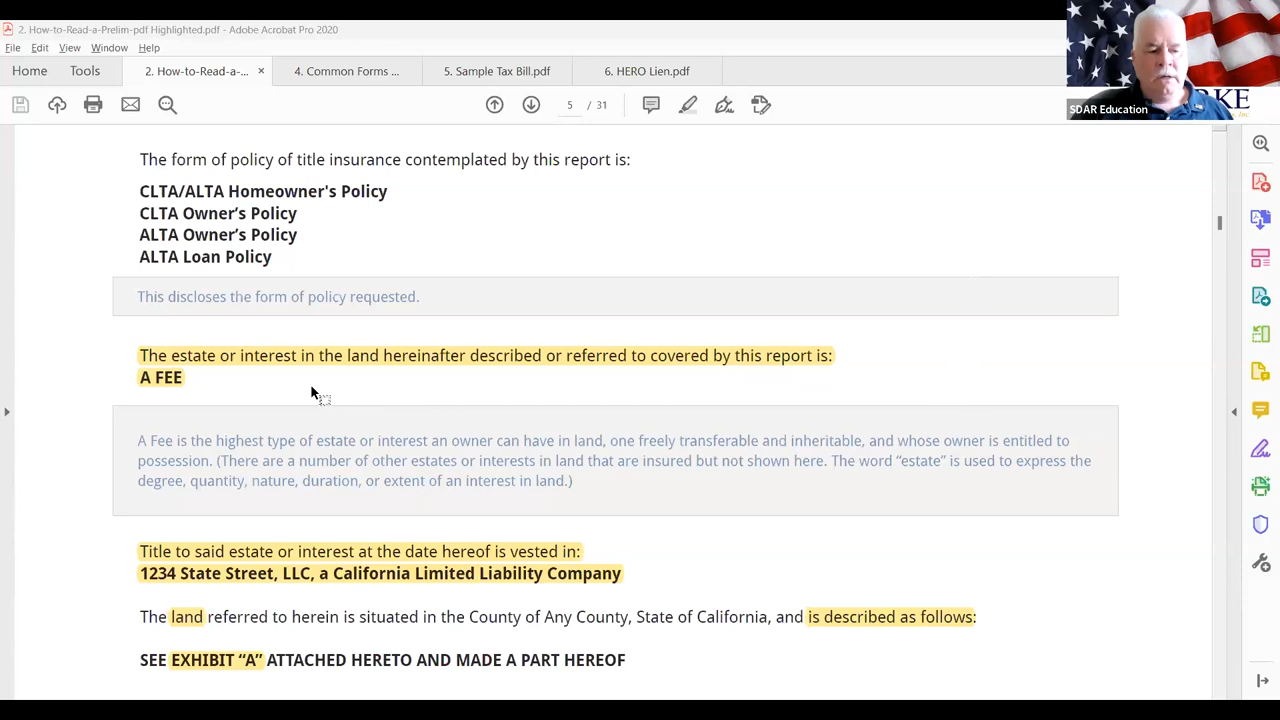 2. How-to-Read-a-Prelim-pdf Highlighted.pdf - Adobe Acrobat Pro 2020
File Edit View Window Help
Home Tools 2. How-to-Read-a-... × 4. Common Forms ... 5. Sample Tax Bill.pdf 6. HERO Lien.pdf
5 / 31
RKE
SDAR Education
The form of policy of title insurance contemplated by this report is:
CLTA/ALTA Homeowner's Policy
CLTA Owner’s Policy
ALTA Owner’s Policy
ALTA Loan Policy
This discloses the form of policy requested.
The estate or interest in the land hereinafter described or referred to covered by this report is:
A FEE
A Fee is the highest type of estate or interest an owner can have in land, one freely transferable and inheritable, and whose owner is entitled to
possession. (There are a number of other estates or interests in land that are insured but not shown here. The word “estate” is used to express the
degree, quantity, nature, duration, or extent of an interest in land.)
Title to said estate or interest at the date hereof is vested in:
1234 State Street, LLC, a California Limited Liability Company
The land referred to herein is situated in the County of Any County, State of California, and is described as follows:
SEE EXHIBIT “A” ATTACHED HERETO AND MADE A PART HEREOF